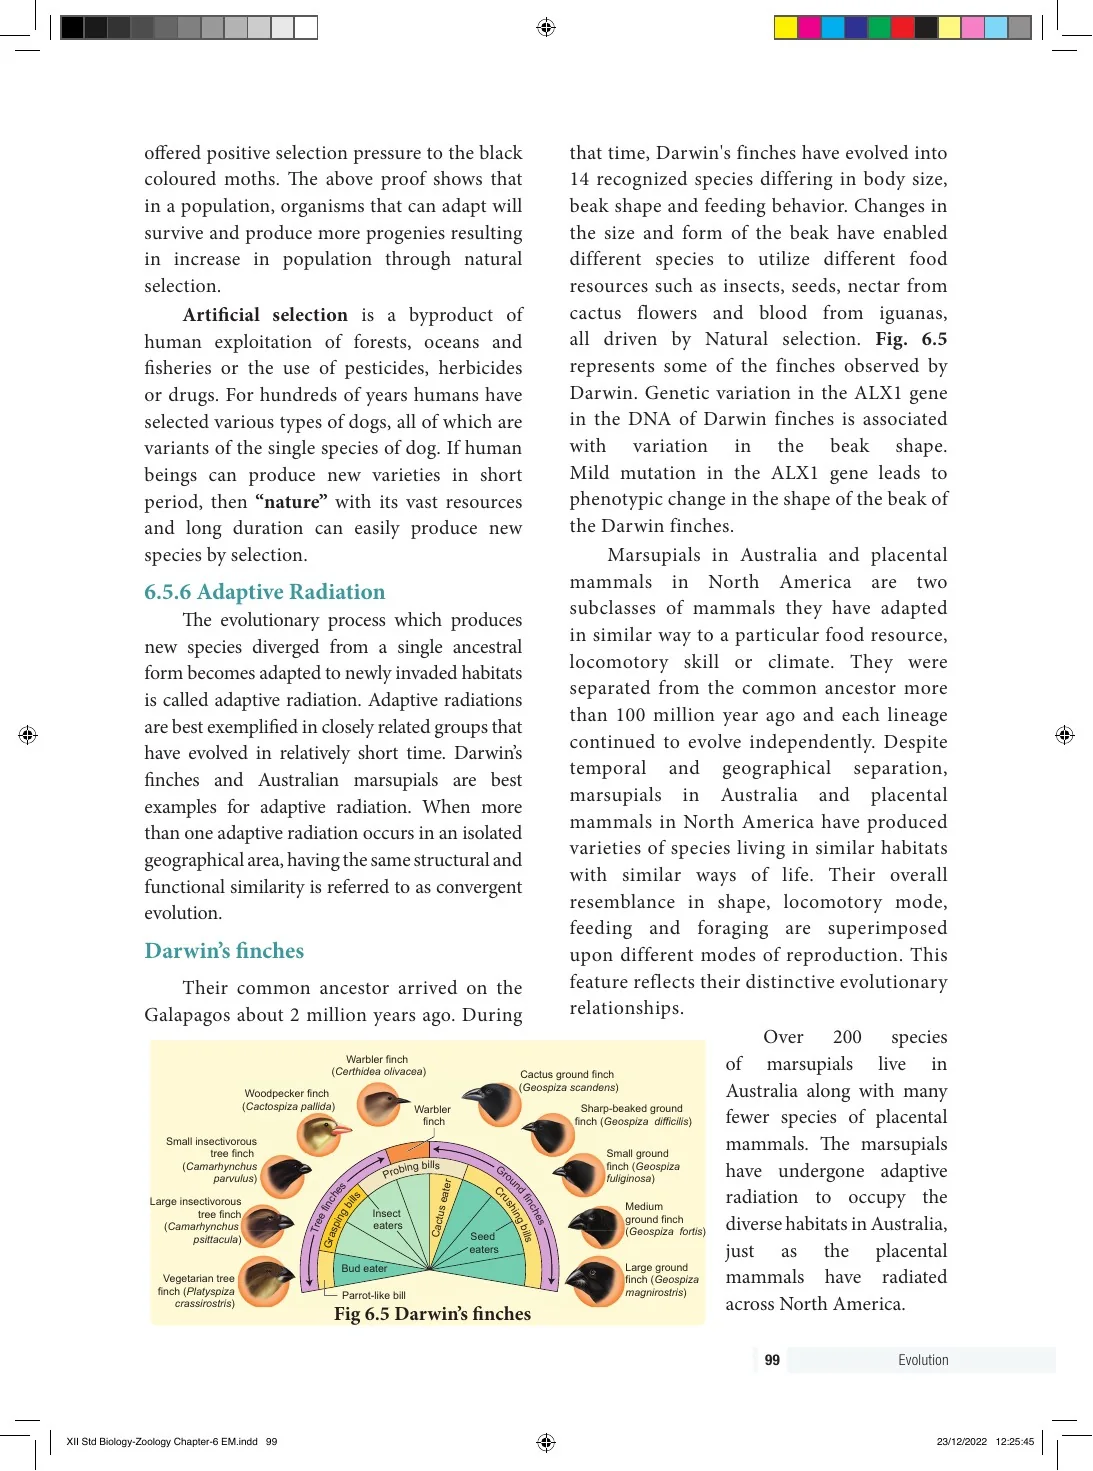 offered positive selection pressure to the black
coloured moths. The above proof shows that
in a population, organisms that can adapt will
survive and produce more progenies resulting
in increase in population through natural
selection.
Artificial selection is a byproduct of
human exploitation of forests, oceans and
fisheries or the use of pesticides, herbicides
or drugs. For hundreds of years humans have
selected various types of dogs, all of which are
variants of the single species of dog. If human
beings can produce new varieties in short
period, then “nature” with its vast resources
and long duration can easily produce new
species by selection.
6.5.6 Adaptive Radiation
The evolutionary process which produces
new species diverged from a single ancestral
form becomes adapted to newly invaded habitats
is called adaptive radiation. Adaptive radiations
are best exemplified in closely related groups that
have evolved in relatively short time. Darwin’s
finches and Australian marsupials are best
examples for adaptive radiation. When more
than one adaptive radiation occurs in an isolated
geographical area, having the same structural and
functional similarity is referred to as convergent
evolution.
Darwin’s finches
Their common ancestor arrived on the
Galapagos about 2 million years ago. During
that time, Darwin's finches have evolved into
14 recognized species differing in body size,
beak shape and feeding behavior. Changes in
the size and form of the beak have enabled
different species to utilize different food
resources such as insects, seeds, nectar from
cactus flowers and blood from iguanas,
all driven by Natural selection. Fig. 6.5
represents some of the finches observed by
Darwin. Genetic variation in the ALX1 gene
in the DNA of Darwin finches is associated
with variation in the beak shape.
Mild mutation in the ALX1 gene leads to
phenotypic change in the shape of the beak of
the Darwin finches.
Marsupials in Australia and placental
mammals in North America are two
subclasses of mammals they have adapted
in similar way to a particular food resource,
locomotory skill or climate. They were
separated from the common ancestor more
than 100 million year ago and each lineage
continued to evolve independently. Despite
temporal and geographical separation,
marsupials in Australia and placental
mammals in North America have produced
varieties of species living in similar habitats
with similar ways of life. Their overall
resemblance in shape, locomotory mode,
feeding and foraging are superimposed
upon different modes of reproduction. This
feature reflects their distinctive evolutionary
relationships.
Over 200 species
of marsupials live in
Australia along with many
fewer species of placental
mammals. The marsupials
have undergone adaptive
radiation to occupy the
diverse habitats in Australia,
just as the placental
mammals have radiated
across North America.
Warbler finch
(Certhidea olivacea)
Woodpecker finch
(Cactospiza pallida)
Small insectivorous
tree finch
(Camarhynchus
parvulus)
Large insectivorous
tree finch
(Camarhynchus
psittacula)
Vegetarian tree
finch (Platyspiza
crassirostris)
Cactus ground finch
(Geospiza scandens)
Sharp-beaked ground
finch (Geospiza difficilis)
Small ground
finch (Geospiza
fuliginosa)
Medium
ground finch
(Geospiza fortis)
Large ground
finch (Geospiza
magnirostris)
Warbler
finch
Tree finches
Ground finches
Grasping bills
Probing bills
Crushing bills
Cactus eater
Insect
eaters
Seed
eaters
Bud eater
Parrot-like bill
Fig 6.5 Darwin’s finches
99
Evolution
XII Std Biology-Zoology Chapter-6 EM.indd 99
23/12/2022 12:25:45